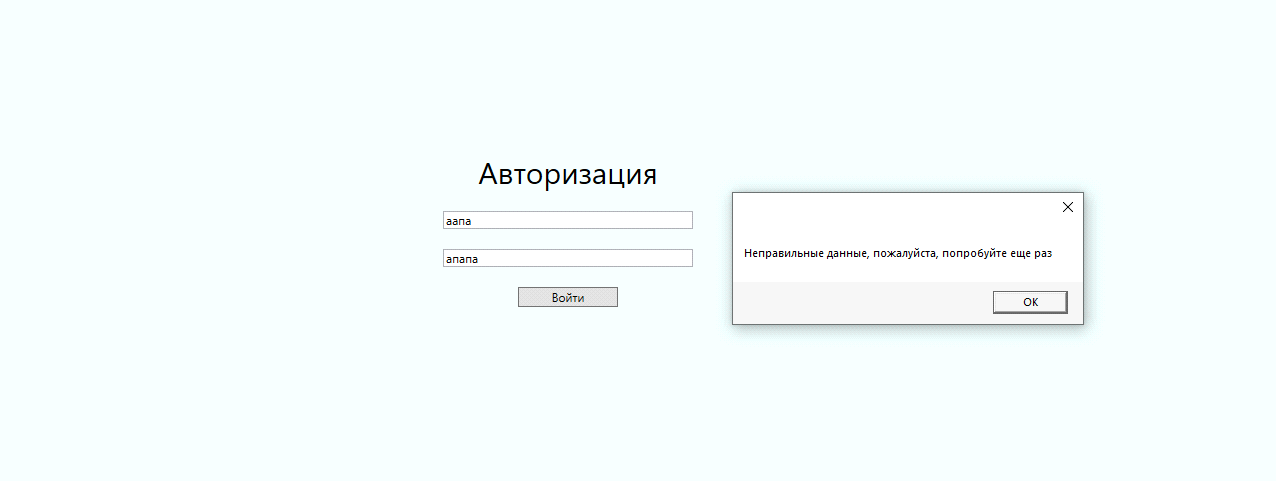 Авторизация
аапа
апапа
Войти
Неправильные данные, пожалуйста, попробуйте еще раз
ОК